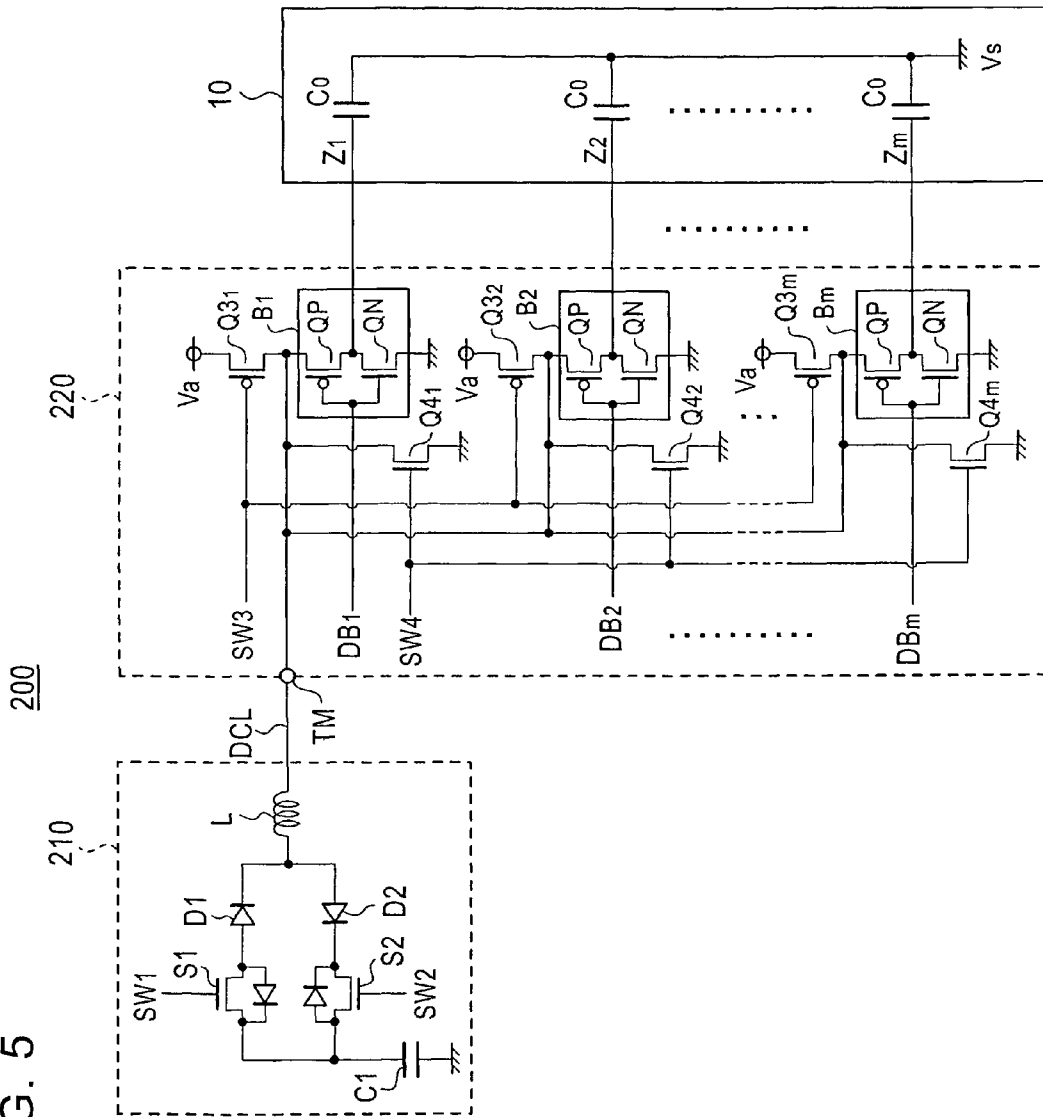 G. 5
200
210
220
10
SW1
S1
D1
L
DCL
TM
C1
SW2
S2
D2
SW3
DB1
SW4
Va
Q31
B1
QP
QN
Q41
Z1
C0
Va
Q32
B2
QP
QN
Q42
DB2
Z2
C0
Va
Q3m
Bm
QP
QN
Q4m
DBm
Zm
C0
Vs